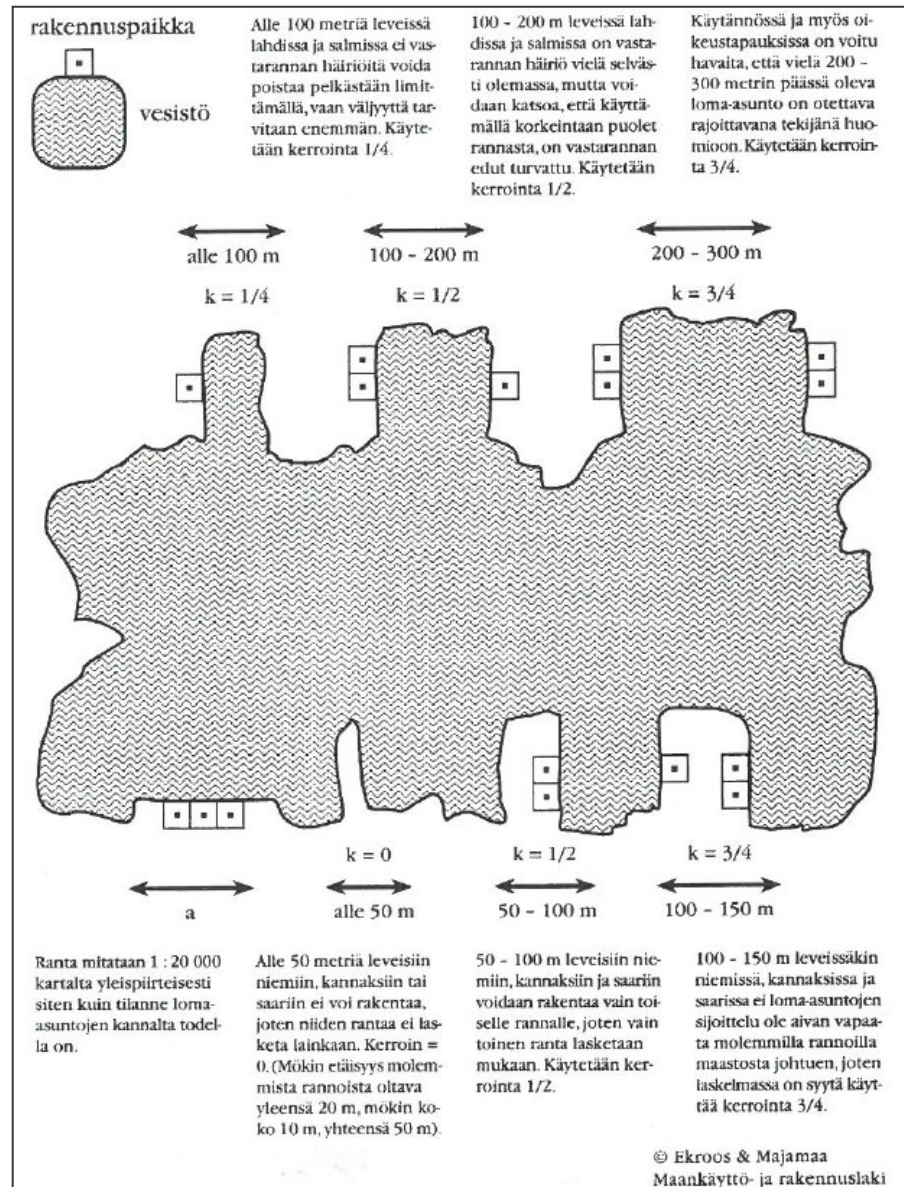 rakennuspaikka
vesistö
Alle 100 metriä leveissä
lahdissa ja salmissa ei vas-
tarannan häiriöitä voida
poistaa pelkästään limit-
tämällä, vaan väljyyttä tar-
vitaan enemmän. Käyte-
tään kerrointa 1/4.
100 - 200 m leveissä lah-
dissa ja salmissa on vasta-
rannan häiriö vielä selväs-
ti olemassa, mutta voi-
daan katsoa, että käyttä-
mällä korkeintaan puolet
rannasta, on vastarannan
edut turvattu. Käytetään
kerrointa 1/2.
Käytännössä ja myös oi-
keustapauksissa on voitu
havaita, että vielä 200 -
300 metrin päässä oleva
loma-asunto on otettava
rajoittavana tekijänä huo-
mioon. Käytetään kerroin-
ta 3/4.
alle 100 m
100 - 200 m
200 - 300 m
k = 1/4
k = 1/2
k = 3/4
k = 0
k = 1/2
k = 3/4
a
alle 50 m
50 - 100 m
100 - 150 m
Ranta mitataan 1 : 20 000
kartalta yleispiirteisesti
siten kuin tilanne loma-
asuntojen kannalta todel-
la on.
Alle 50 metriä leveisiin
niemiin, kannaksiin tai
saariin ei voi rakentaa,
joten niiden rantaa ei las-
keta lainkaan. Kerroin =
0. (Mökin etäisyys molem-
mista rannoista oltava
yleensä 20 m, mökin ko-
ko 10 m, yhteensä 50 m).
50 - 100 m leveisiin nie-
miin, kannaksiin ja saariin
voidaan rakentaa vain toi-
selle rannalle, joten vain
toinen ranta lasketaan
mukaan. Käytetään ker-
rointa 1/2.
100 - 150 m leveissäkin
niemissä, kannaksissa ja
saarissa ei loma-asuntojen
sijoittelu ole aivan vapaa-
ta molemmilla rannoilla
maastosta johtuen, joten
laskelmassa on syytä käyt-
tää kerrointa 3/4.
© Ekroos & Majamaa
Maankäyttö- ja rakennuslaki